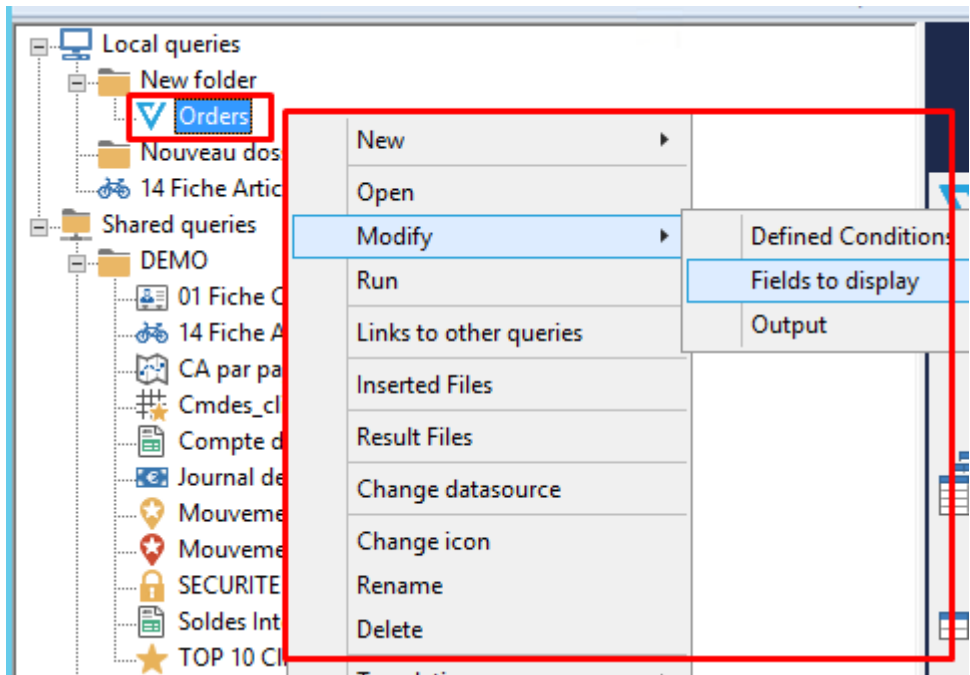 Local queries
New folder
Orders
Nouveau dos
14 Fiche Artic
Shared queries
DEMO
01 Fiche C
14 Fiche A
CA par pa
Cmdes_cl
Compte d
Journal de
Mouveme
Mouveme
SECURITE
Soldes Int
TOP 10 Cl
New
Open
Modify
Run
Links to other queries
Inserted Files
Result Files
Change datasource
Change icon
Rename
Delete
Defined Conditions
Fields to display
Output